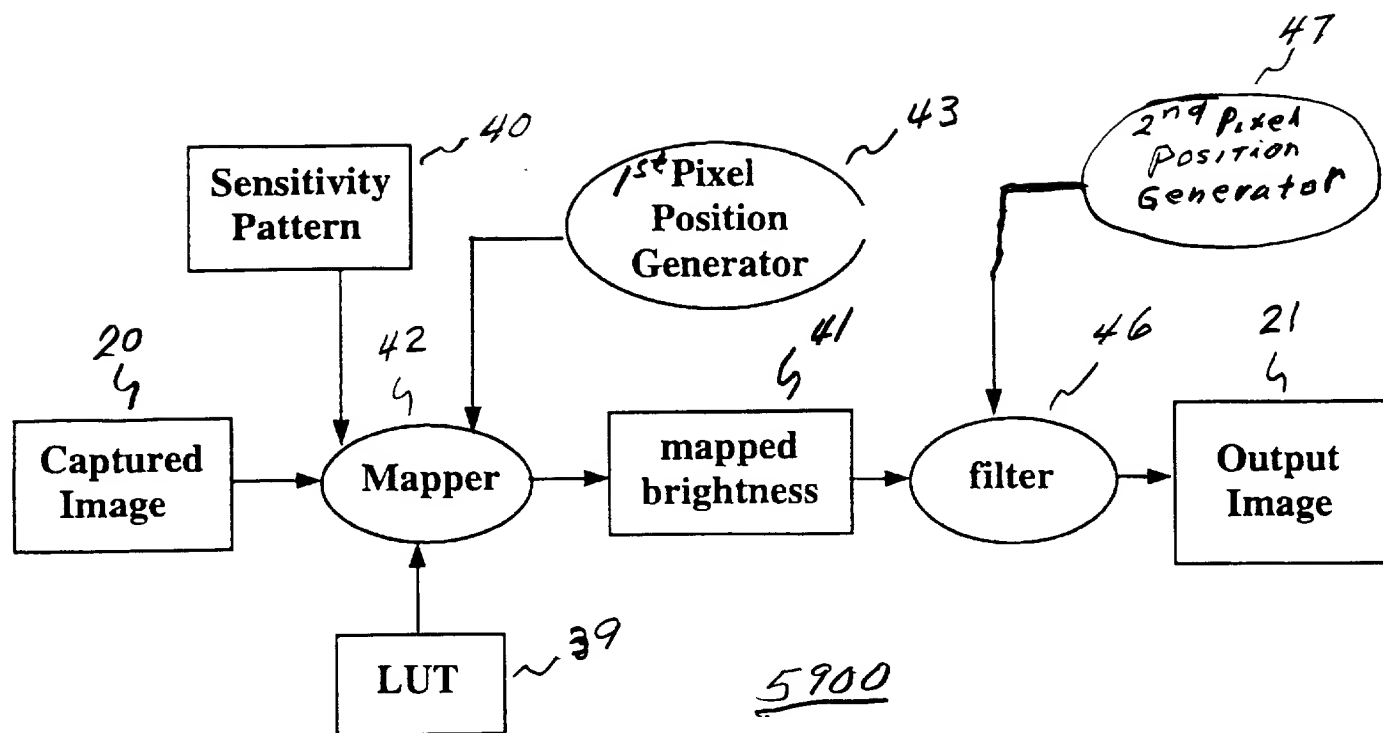 47
40
43
2nd Pixel
Position
Generator
Sensitivity
Pattern
1st Pixel
Position
Generator
20
42
41
46
21
Captured
Image
Mapper
mapped
brightness
filter
Output
Image
LUT
39
5900